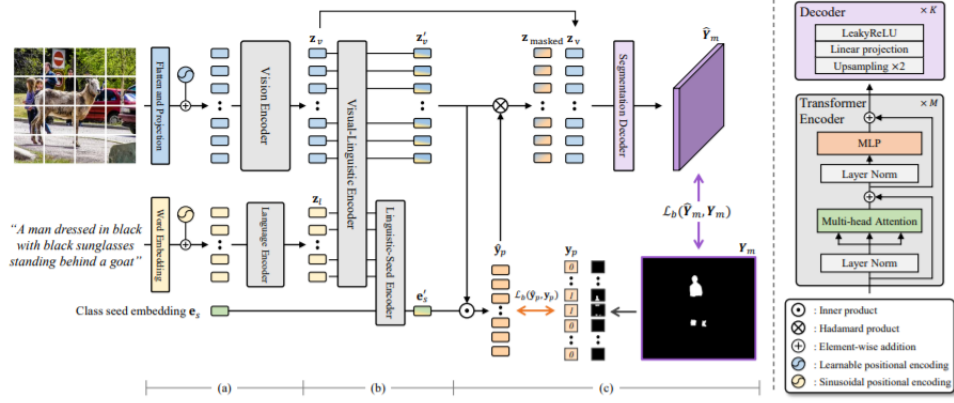 Flatten and Projection
Vision Encoder
z_v
Visual-Linguistic Encoder
z'_v
z_masked
z_v
Segmentation Decoder
Ŷ_m
ℒ_b(Ŷ_m, Y_m)
Y_m
"A man dressed in black
with black sunglasses
standing behind a goat"
Word Embedding
Language Encoder
z_l
Linguistic-Seed Encoder
Class seed embedding e_s
e'_s
ŷ_p
ℒ_b(ŷ_p, y_p)
y_p
0
1
1
0
0
(a)
(b)
(c)
Decoder
× K
LeakyReLU
Linear projection
Upsampling ×2
Transformer
Encoder
× M
MLP
Layer Norm
Multi-head Attention
Layer Norm
: Inner product
: Hadamard product
: Element-wise addition
: Learnable positional encoding
: Sinusoidal positional encoding